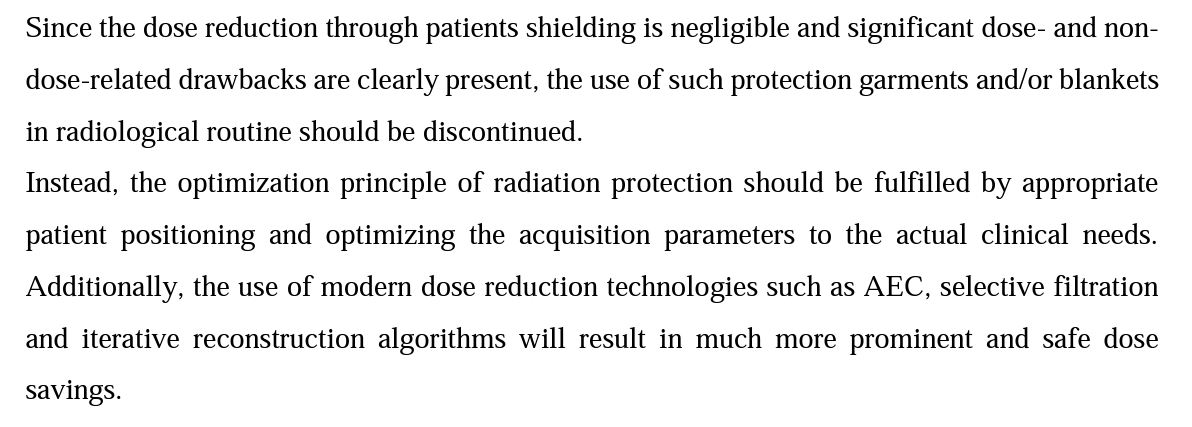 Since the dose reduction through patients shielding is negligible and significant dose- and non-
dose-related drawbacks are clearly present, the use of such protection garments and/or blankets
in radiological routine should be discontinued.
Instead, the optimization principle of radiation protection should be fulfilled by appropriate
patient positioning and optimizing the acquisition parameters to the actual clinical needs.
Additionally, the use of modern dose reduction technologies such as AEC, selective filtration
and iterative reconstruction algorithms will result in much more prominent and safe dose
savings.